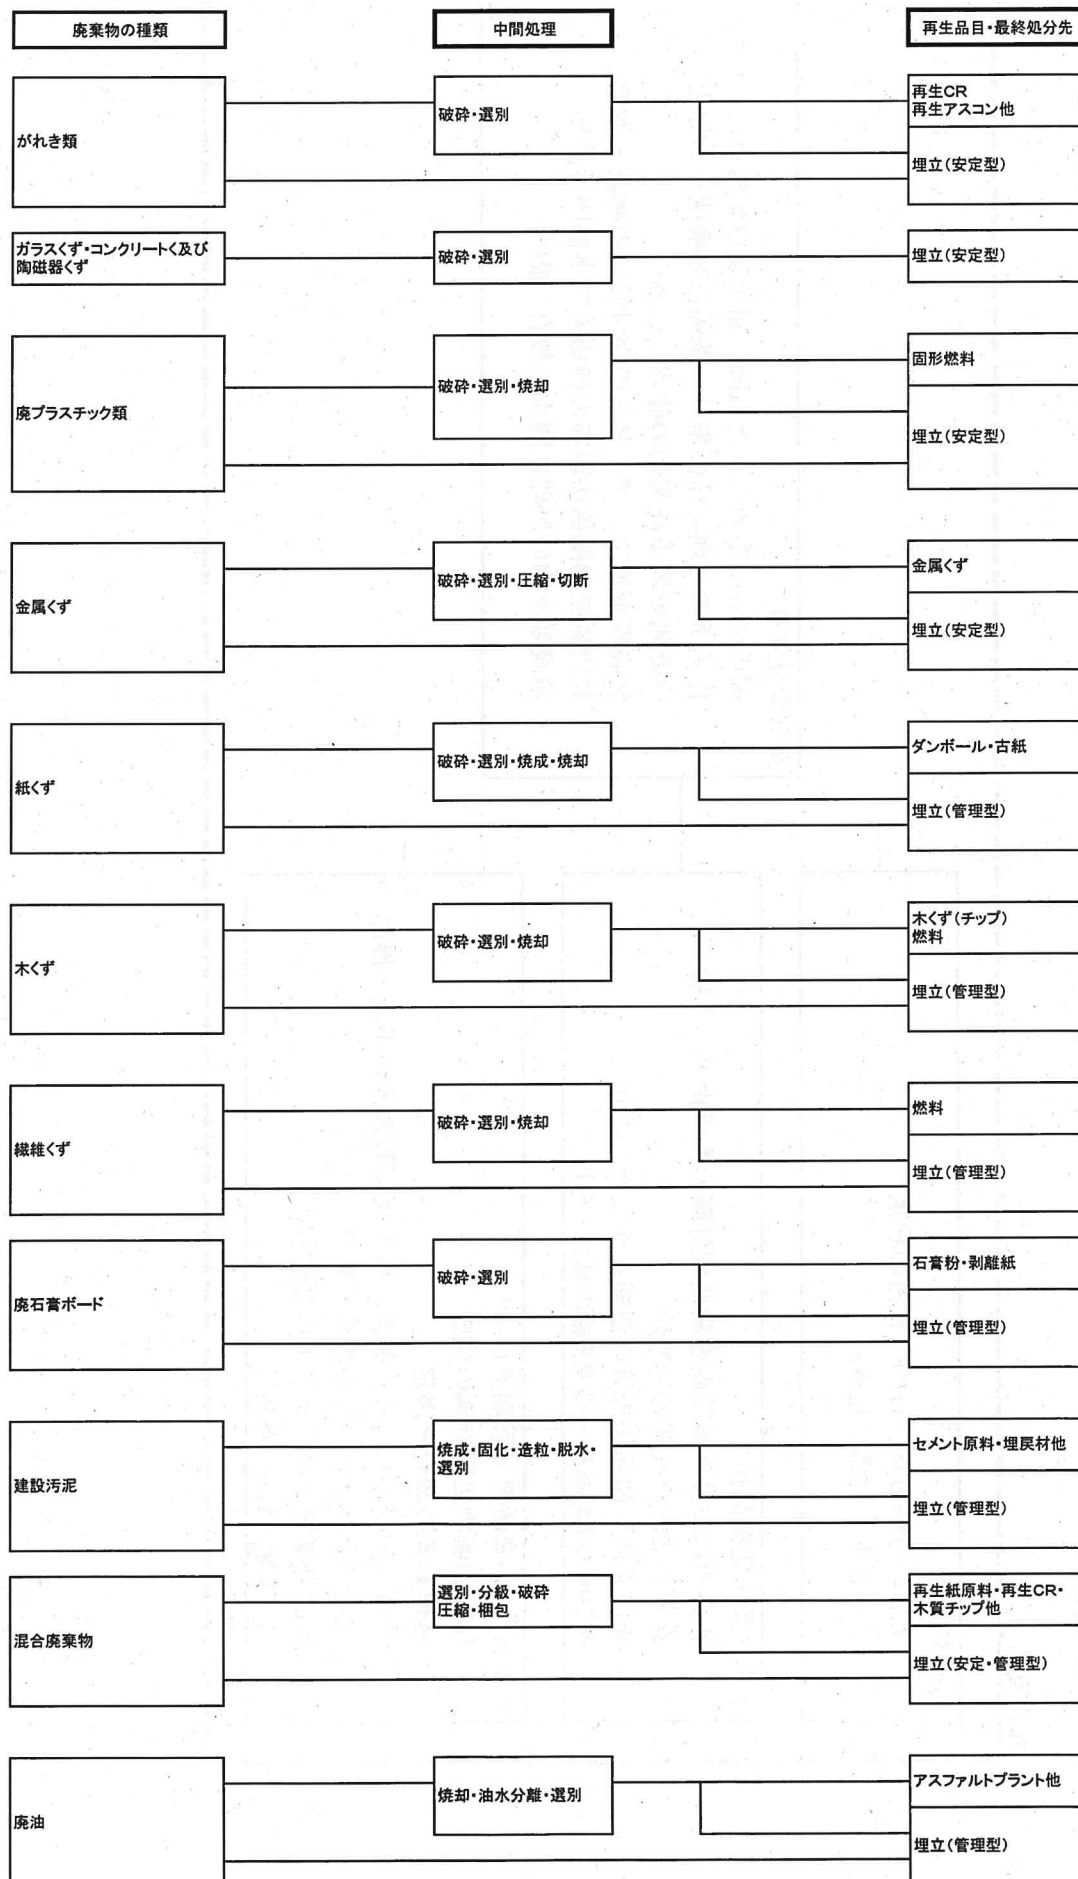 廃棄物の種類
中間処理
再生品目・最終処分先
がれき類
破砕・選別
再生CR
再生アスコン他
埋立(安定型)
ガラスくず・コンクリートく及び
陶磁器くず
破砕・選別
埋立(安定型)
廃プラスチック類
破砕・選別・焼却
固形燃料
埋立(安定型)
金属くず
破砕・選別・圧縮・切断
金属くず
埋立(安定型)
紙くず
破砕・選別・焼成・焼却
ダンボール・古紙
埋立(管理型)
木くず
破砕・選別・焼却
木くず(チップ)
燃料
埋立(管理型)
繊維くず
破砕・選別・焼却
燃料
埋立(管理型)
廃石膏ボード
破砕・選別
石膏粉・剥離紙
埋立(管理型)
建設汚泥
焼成・固化・造粒・脱水・
選別
セメント原料・埋戻材他
埋立(管理型)
混合廃棄物
選別・分級・破砕
圧縮・梱包
再生紙原料・再生CR・
木質チップ他
埋立(安定・管理型)
廃油
焼却・油水分離・選別
アスファルトプラント他
埋立(管理型)